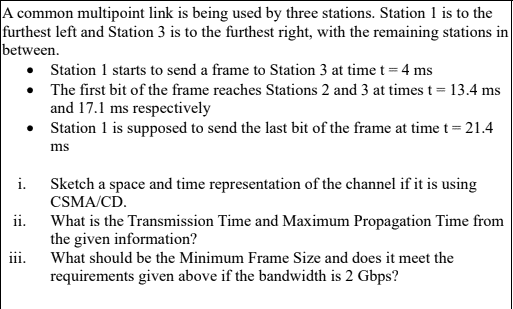 A common multipoint link is being used by three stations. Station 1 is to the
furthest left and Station 3 is to the furthest right, with the remaining stations in
between.
• Station 1 starts to send a frame to Station 3 at time t = 4 ms
• The first bit of the frame reaches Stations 2 and 3 at times t = 13.4 ms
and 17.1 ms respectively
• Station 1 is supposed to send the last bit of the frame at time t = 21.4
ms
i. Sketch a space and time representation of the channel if it is using
CSMA/CD.
ii. What is the Transmission Time and Maximum Propagation Time from
the given information?
iii. What should be the Minimum Frame Size and does it meet the
requirements given above if the bandwidth is 2 Gbps?